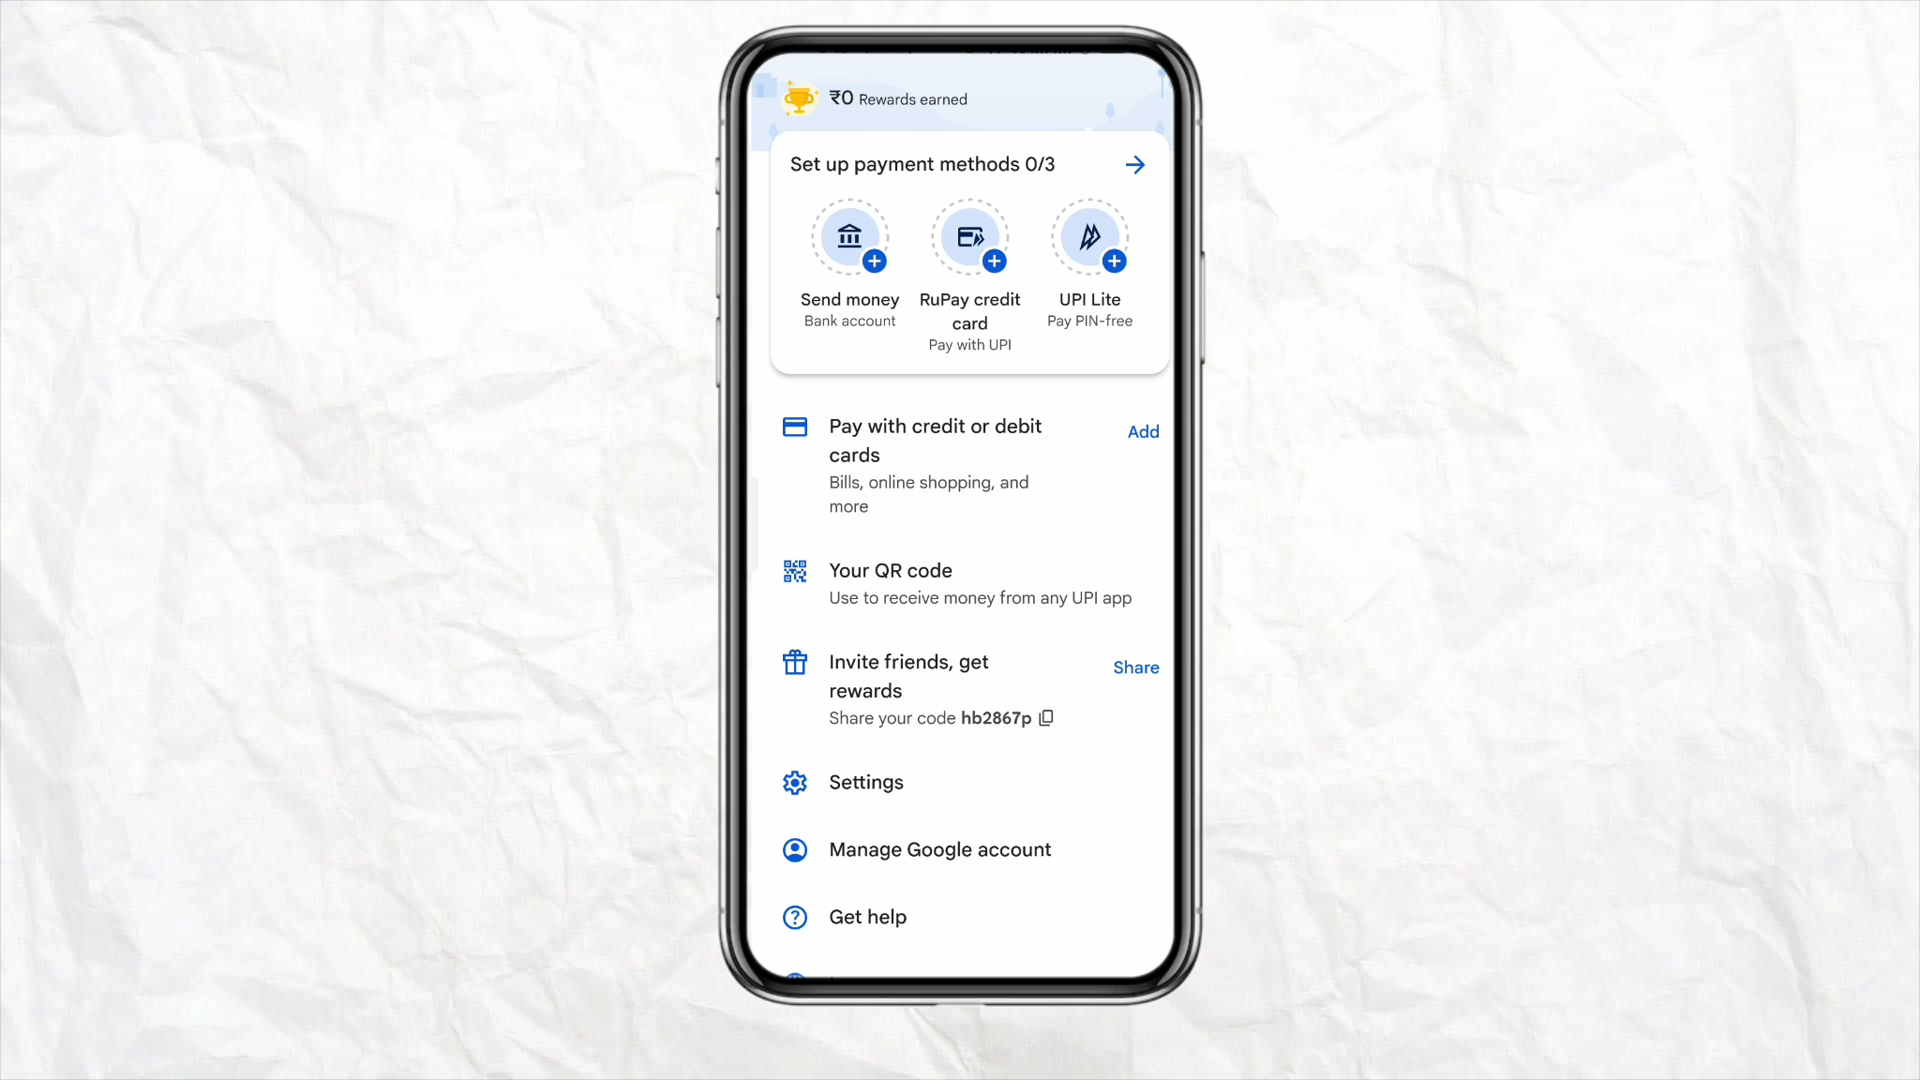 ₹0 Rewards earned
Set up payment methods 0/3
Send money
Bank account
RuPay credit
card
Pay with UPI
UPI Lite
Pay PIN-free
Pay with credit or debit
cards
Add
Bills, online shopping, and
more
Your QR code
Use to receive money from any UPI app
Invite friends, get
rewards
Share
Share your code hb2867p
Settings
Manage Google account
Get help